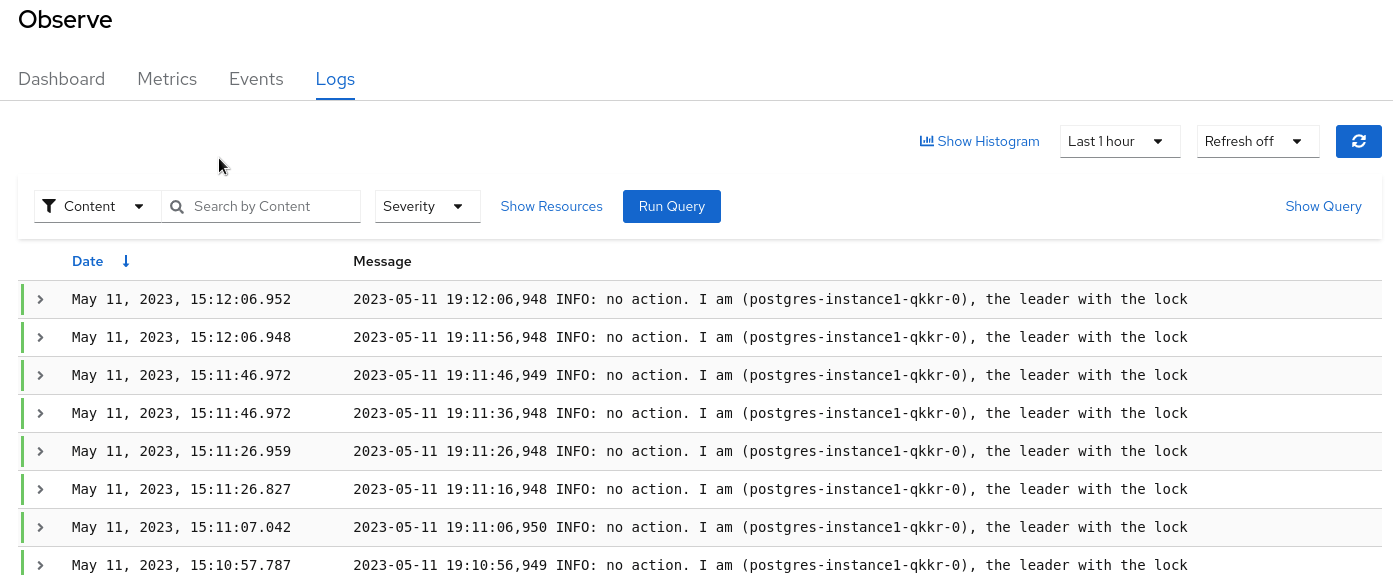 Observe
Dashboard Metrics Events Logs
Show Histogram Last 1 hour Refresh off
Content Search by Content Severity Show Resources Run Query Show Query
Date Message
May 11, 2023, 15:12:06.952 2023-05-11 19:12:06,948 INFO: no action. I am (postgres-instance1-qkkr-0), the leader with the lock
May 11, 2023, 15:12:06.948 2023-05-11 19:11:56,948 INFO: no action. I am (postgres-instance1-qkkr-0), the leader with the lock
May 11, 2023, 15:11:46.972 2023-05-11 19:11:46,949 INFO: no action. I am (postgres-instance1-qkkr-0), the leader with the lock
May 11, 2023, 15:11:46.972 2023-05-11 19:11:36,948 INFO: no action. I am (postgres-instance1-qkkr-0), the leader with the lock
May 11, 2023, 15:11:26.959 2023-05-11 19:11:26,948 INFO: no action. I am (postgres-instance1-qkkr-0), the leader with the lock
May 11, 2023, 15:11:26.827 2023-05-11 19:11:16,948 INFO: no action. I am (postgres-instance1-qkkr-0), the leader with the lock
May 11, 2023, 15:11:07.042 2023-05-11 19:11:06,950 INFO: no action. I am (postgres-instance1-qkkr-0), the leader with the lock
May 11, 2023, 15:10:57.787 2023-05-11 19:10:56,949 INFO: no action. I am (postgres-instance1-qkkr-0), the leader with the lock